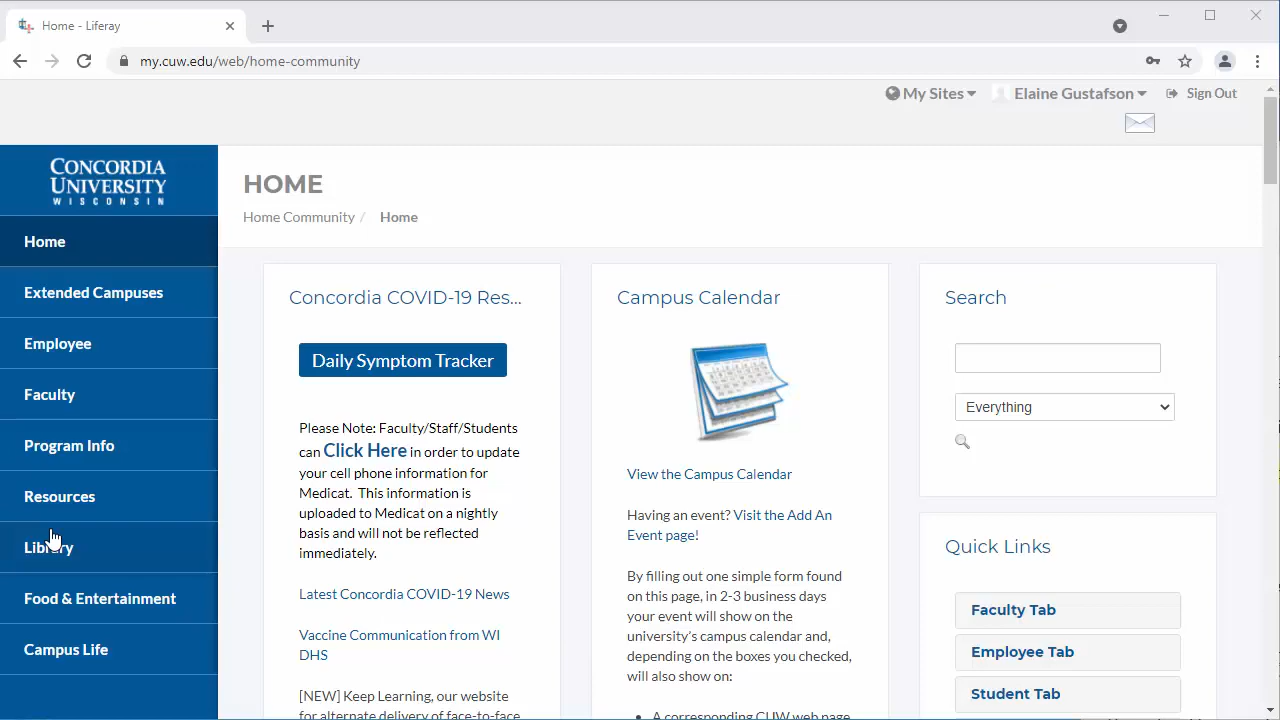 Home - Liferay
my.cuw.edu/web/home-community
My Sites
Elaine Gustafson
Sign Out
CONCORDIA
UNIVERSITY
WISCONSIN
Home
Extended Campuses
Employee
Faculty
Program Info
Resources
Library
Food & Entertainment
Campus Life
HOME
Home Community / Home
Concordia COVID-19 Res...
Daily Symptom Tracker
Please Note: Faculty/Staff/Students
can Click Here in order to update
your cell phone information for
Medicat. This information is
uploaded to Medicat on a nightly
basis and will not be reflected
immediately.
Latest Concordia COVID-19 News
Vaccine Communication from WI
DHS
[NEW] Keep Learning, our website
for alternate delivery of face-to-face
Campus Calendar
View the Campus Calendar
Having an event? Visit the Add An
Event page!
By filling out one simple form found
on this page, in 2-3 business days
your event will show on the
university's campus calendar and,
depending on the boxes you checked,
will also show on:
A corresponding CUW web page
Search
Everything
Quick Links
Faculty Tab
Employee Tab
Student Tab